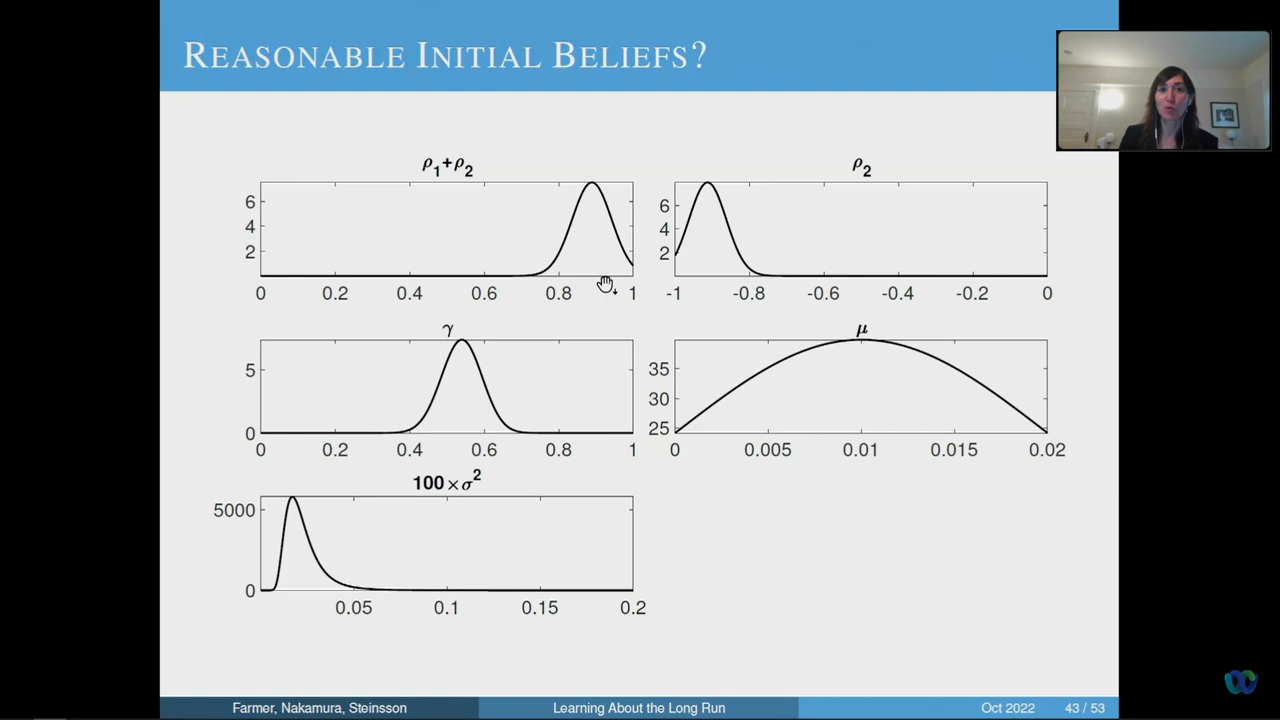 REASONABLE INITIAL BELIEFS?
ρ1+ρ2
6
4
2
0 0.2 0.4 0.6 0.8 1
ρ2
6
4
2
-1 -0.8 -0.6 -0.4 -0.2 0
γ
5
0
0 0.2 0.4 0.6 0.8 1
μ
35
30
25
0 0.005 0.01 0.015 0.02
100×σ2
5000
0
0.05 0.1 0.15 0.2
Farmer, Nakamura, Steinsson Learning About the Long Run Oct 2022 43 / 53